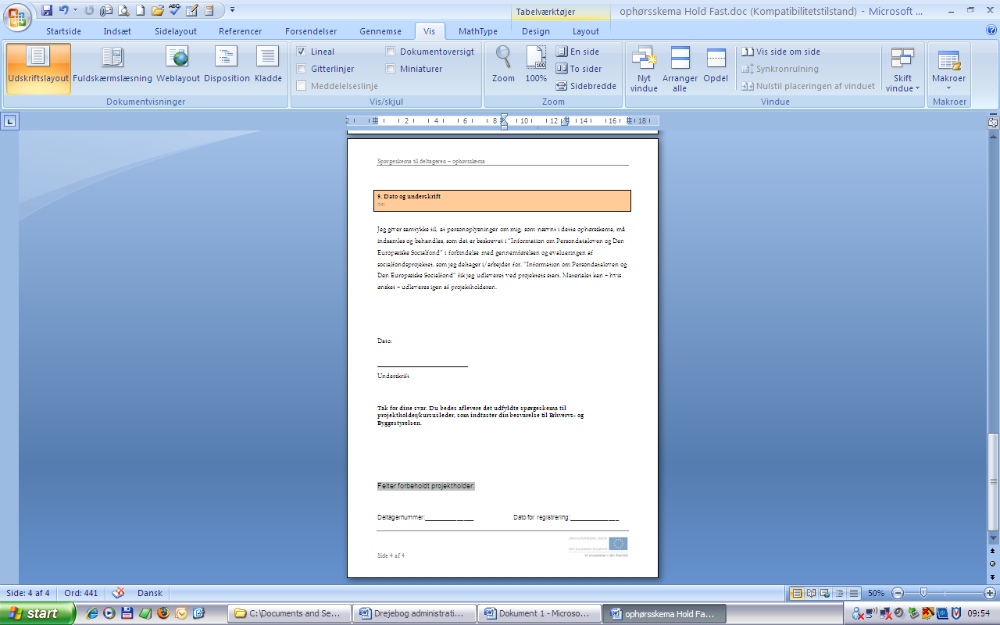 Tabelværktøjer
ophørsskema Hold Fast.doc (Kompatibilitetstilstand) - Microsoft ...
Startside Indsæt Sidelayout Referencer Forsendelser Gennemse Vis MathType Design Layout
Udskriftslayout Fuldskærmslæsning Weblayout Disposition Kladde
Dokumentvisninger
Lineal Dokumentoversigt
Gitterlinjer Miniaturer
Meddelelseslinje
Vis/skjul
Zoom 100%
En side
To sider
Sidebredde
Zoom
Nyt vindue
Arranger alle
Opdel
Vis side om side
Synkronrulning
Nulstil placeringen af vinduet
Skift vindue
Vindue
Makroer
Makroer
2 2 4 6 8 10 12 14 16 18
Spørgeskema til deltageren – ophørsskema
9. Dato og underskrift
Jeg giver samtykke til, at personoplysninger om mig, som nævnt i dette ophørsskema, må
indsamles og behandles, som det er beskrevet i "Information om Persondataloven og Den
Europæiske Socialfond" i forbindelse med gennemførelsen og evalueringen af
socialfondsprojektet, som jeg deltager i/ arbejder for. "Information om Persondataloven og
Den Europæiske Socialfond" fik jeg udleveret ved projektets start. Materialet kan – hvis
ønsket – udleveres igen af projektholderen.
Dato:
Underskrift
Tak for dine svar. Du bedes aflevere det udfyldte spørgeskema til
projektholder/kursusleder, som indtaster din besvarelse til Erhvervs- og
Byggestyrelsen.
Felter forbeholdt projektholder:
Deltagernummer:______________ Dato for registrering:______________
DEN EUROPÆISKE UNION
Den Europæiske Socialfond
Vi investerer i din fremtid
Side 4 af 4
Side: 4 af 4 Ord: 441 Dansk 50%
start C:\Documents and Se... Drejebog administrati... Dokument 1 - Microso... ophørsskema Hold Fa... 09:54